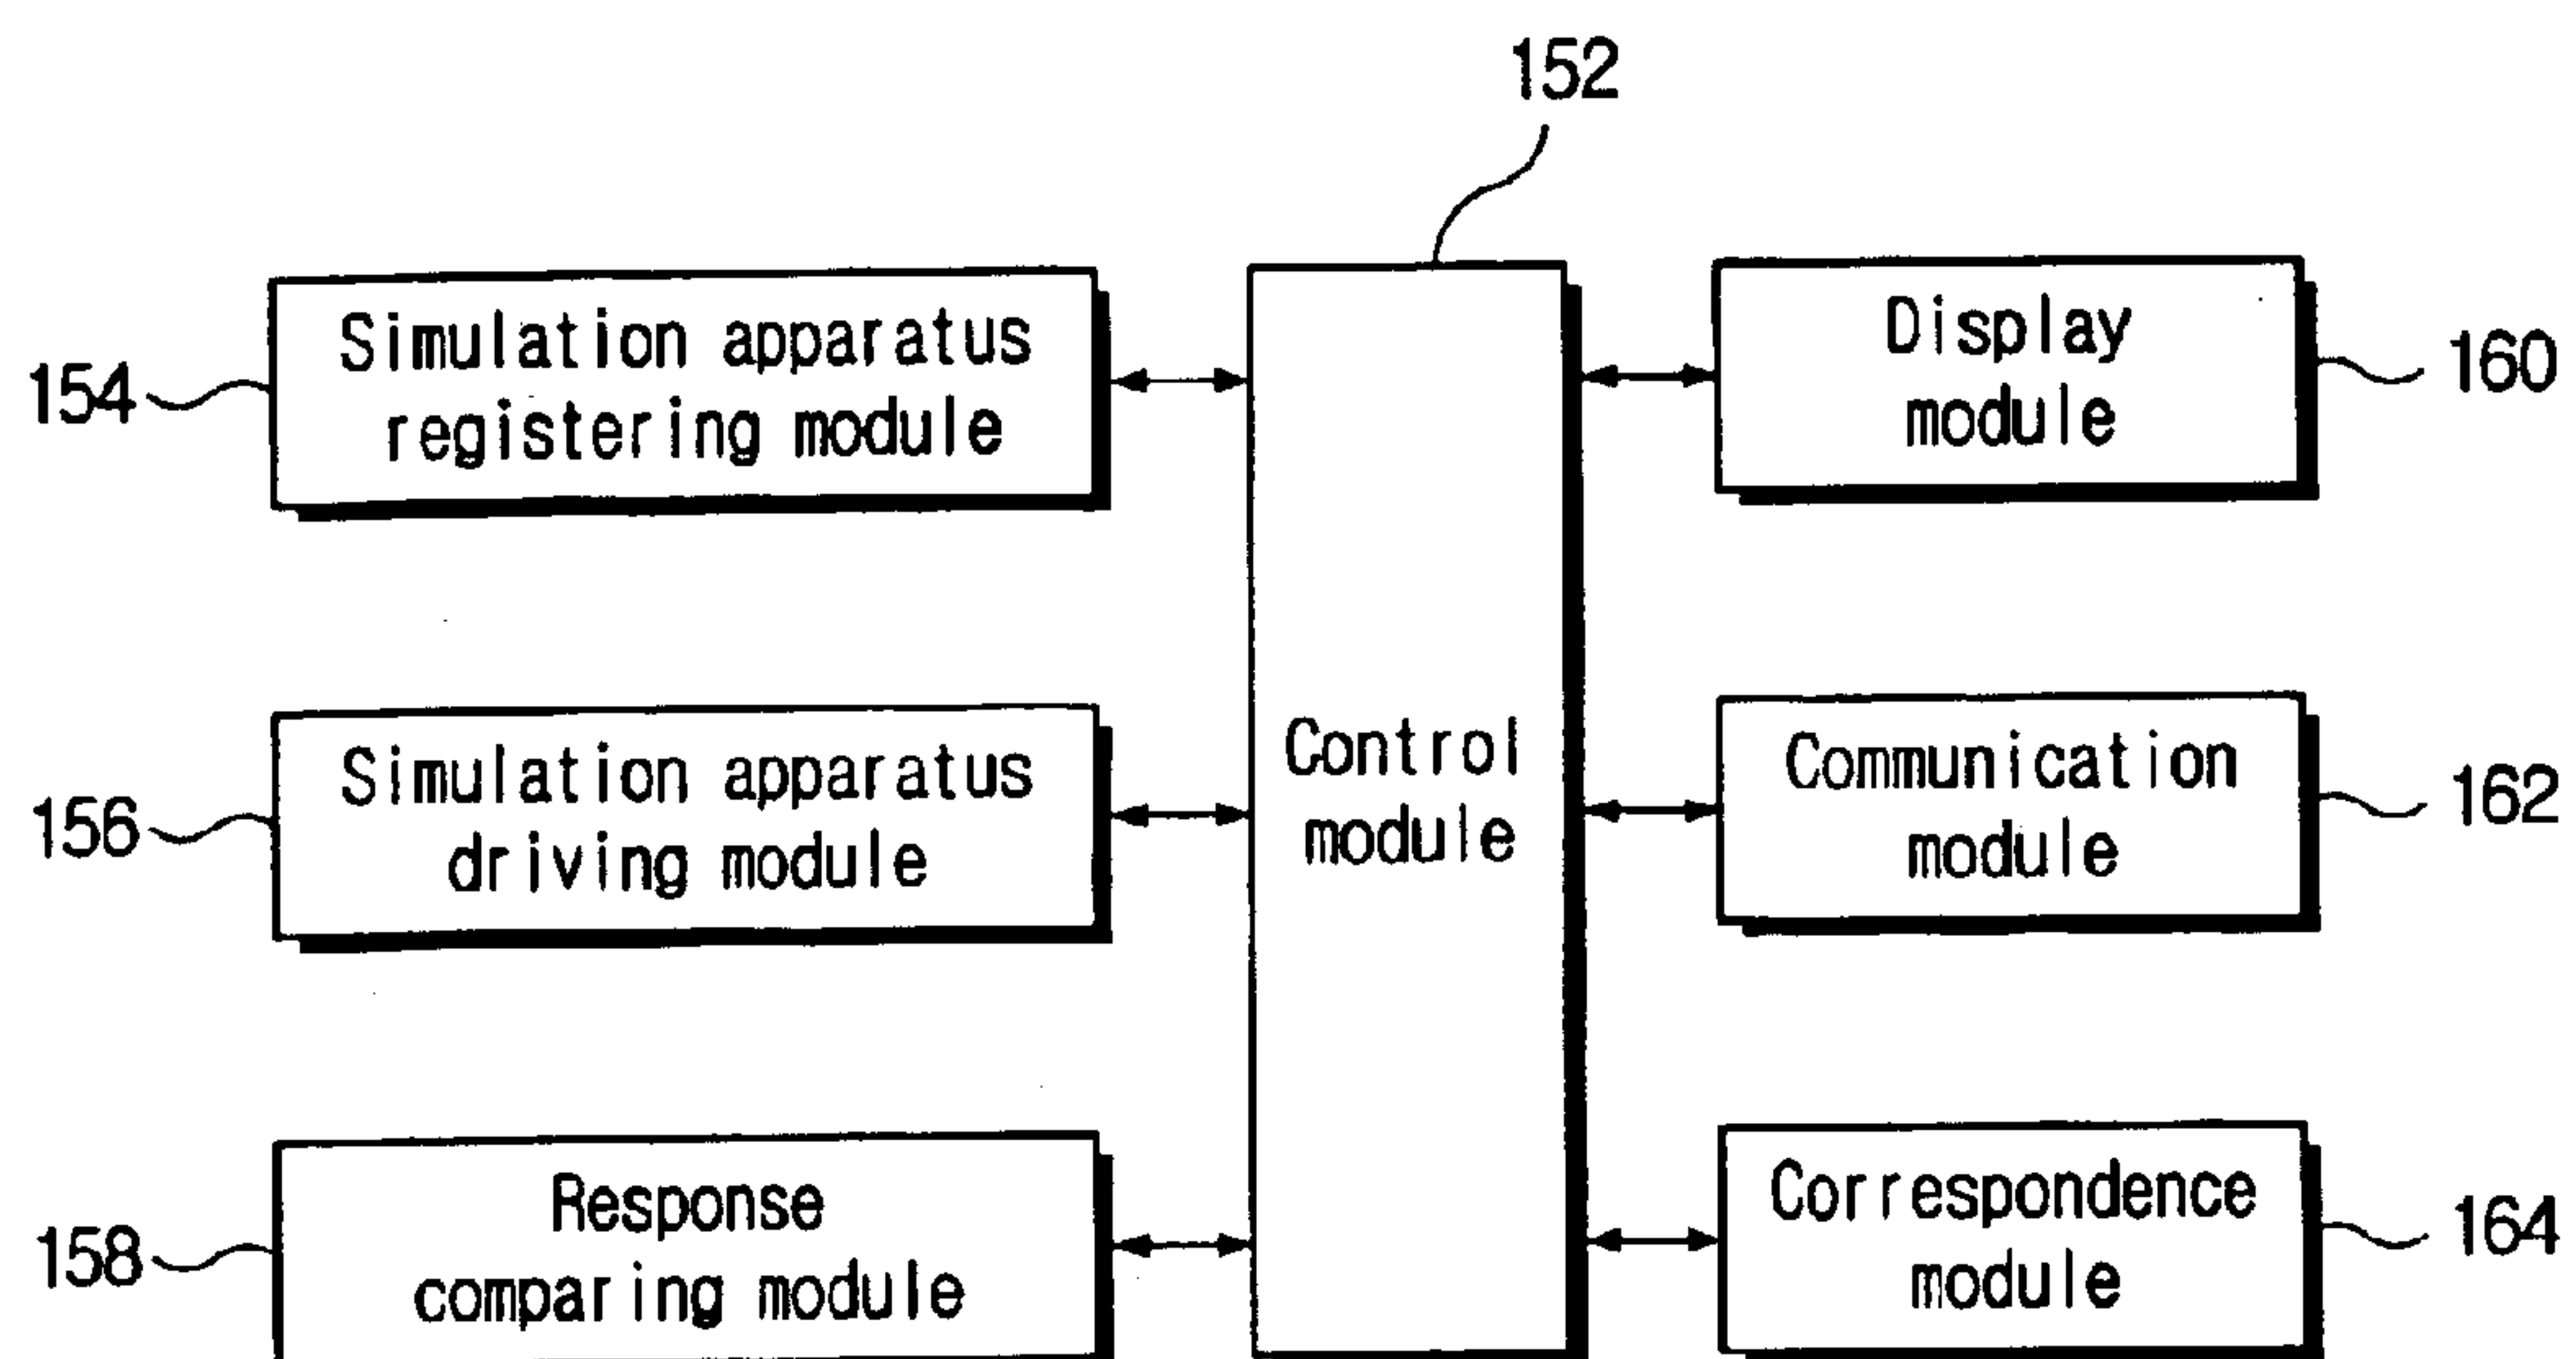 152
154
Simulation apparatus
registering module
Display
module
160
156
Simulation apparatus
driving module
Control
module
Communication
module
162
158
Response
comparing module
Correspondence
module
164